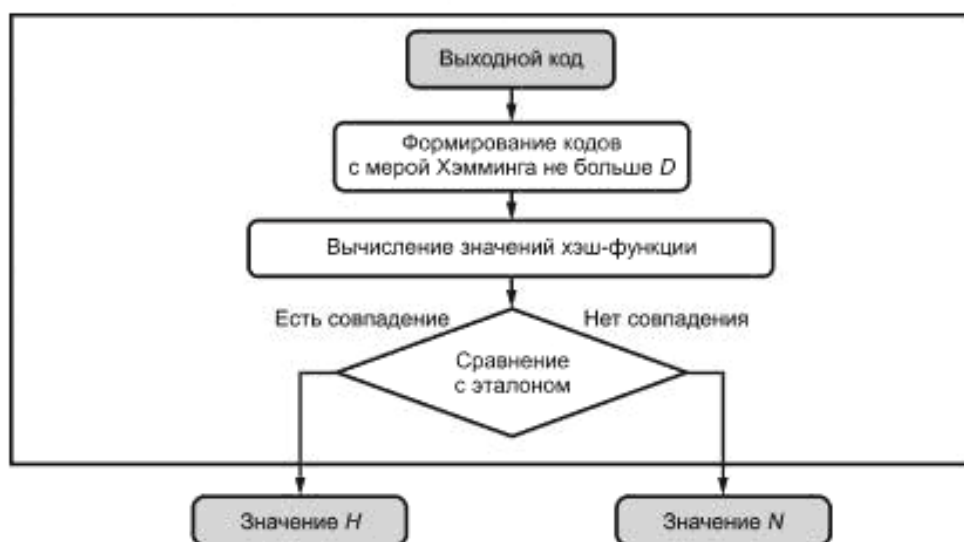 Выходной код
Формирование кодов
с мерой Хэмминга не больше D
Вычисление значений хэш-функции
Есть совпадение
Нет совпадения
Сравнение
с эталоном
Значение H
Значение N